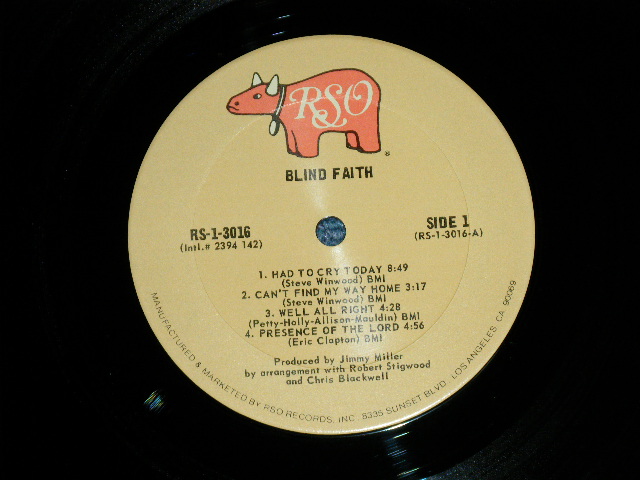 RSO
®
BLIND FAITH
RS-1-3016
(Intl.# 2394 142)
SIDE 1
(RS-1-3016-A)
1. HAD TO CRY TODAY 8:49
(Steve Winwood) BMI
2. CAN'T FIND MY WAY HOME 3:17
(Steve Winwood) BMI
3. WELL ALL RIGHT 4:28
(Petty-Holly-Allison-Mauldin) BMI
4. PRESENCE OF THE LORD 4:56
(Eric Clapton) BMI
Produced by Jimmy Miller
by arrangement with Robert Stigwood
and Chris Blackwell
MANUFACTURED & MARKETED BY RSO RECORDS, INC. 8335 SUNSET BLVD. LOS ANGELES, CA. 90069